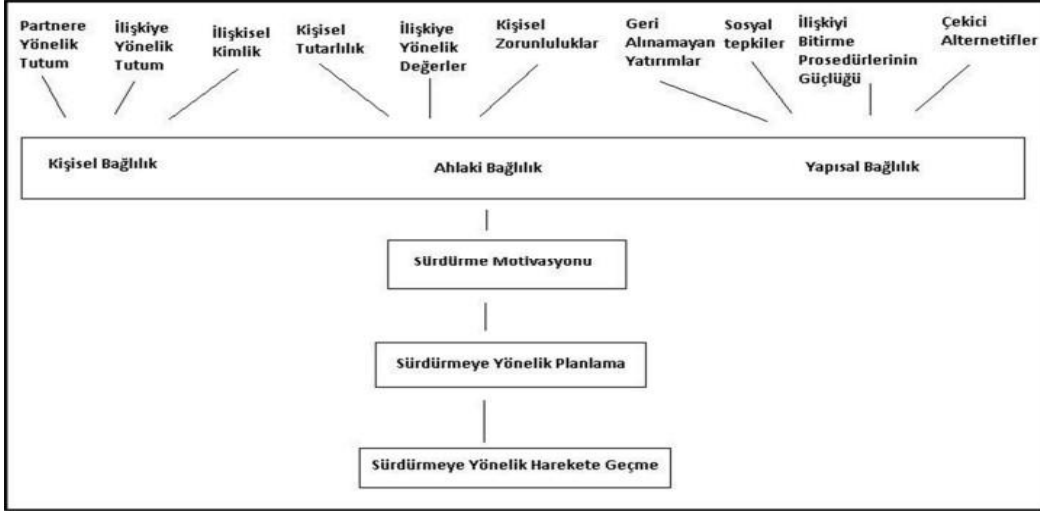 Partnere
Yönelik
Tutum
İlişkiye
Yönelik
Tutum
İlişkisel
Kimlik
Kişisel
Tutarlılık
İlişkiye
Yönelik
Değerler
Kişisel
Zorunluluklar
Geri
Alınamayan
Yatırımlar
Sosyal
tepkiler
İlişkiyi
Bitirme
Prosedürlerinin
Güçlüğü
Çekici
Alternetifler
Kişisel Bağlılık
Ahlaki Bağlılık
Yapısal Bağlılık
Sürdürme Motivasyonu
Sürdürmeye Yönelik Planlama
Sürdürmeye Yönelik Harekete Geçme